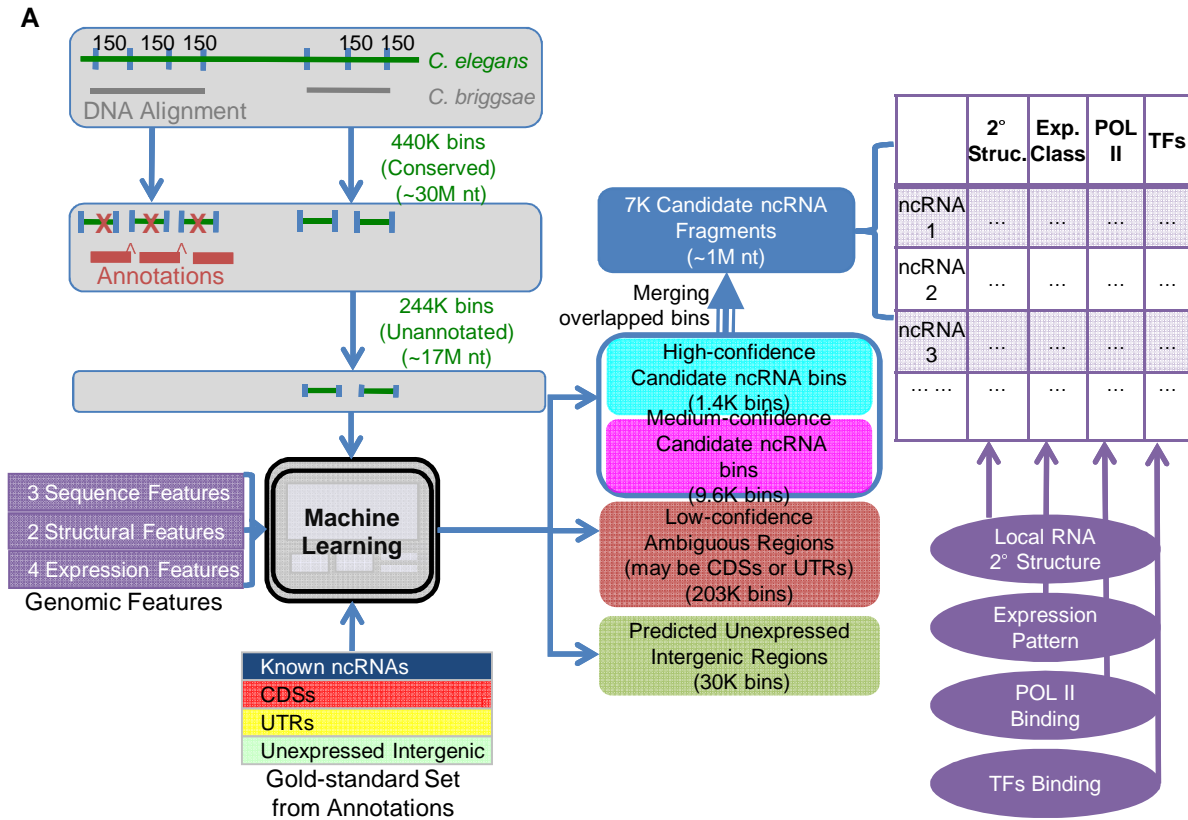 A
150 150 150 150 150
C. elegans
C. briggsae
DNA Alignment
440K bins
(Conserved)
(~30M nt)
X X X
^ ^
Annotations
244K bins
(Unannotated)
(~17M nt)
3 Sequence Features
2 Structural Features
4 Expression Features
Genomic Features
Machine
Learning
Known ncRNAs
CDSs
UTRs
Unexpressed Intergenic
Gold-standard Set
from Annotations
7K Candidate ncRNA
Fragments
(~1M nt)
Merging
overlapped bins
High-confidence
Candidate ncRNA bins
(1.4K bins)
Medium-confidence
Candidate ncRNA
bins
(9.6K bins)
Low-confidence
Ambiguous Regions
(may be CDSs or UTRs)
(203K bins)
Predicted Unexpressed
Intergenic Regions
(30K bins)
2° Struc. Exp. Class POL II TFs
ncRNA 1 … … … …
ncRNA 2 … … … …
ncRNA 3 … … … …
… … … … … …
Local RNA
2° Structure
Expression
Pattern
POL II
Binding
TFs Binding